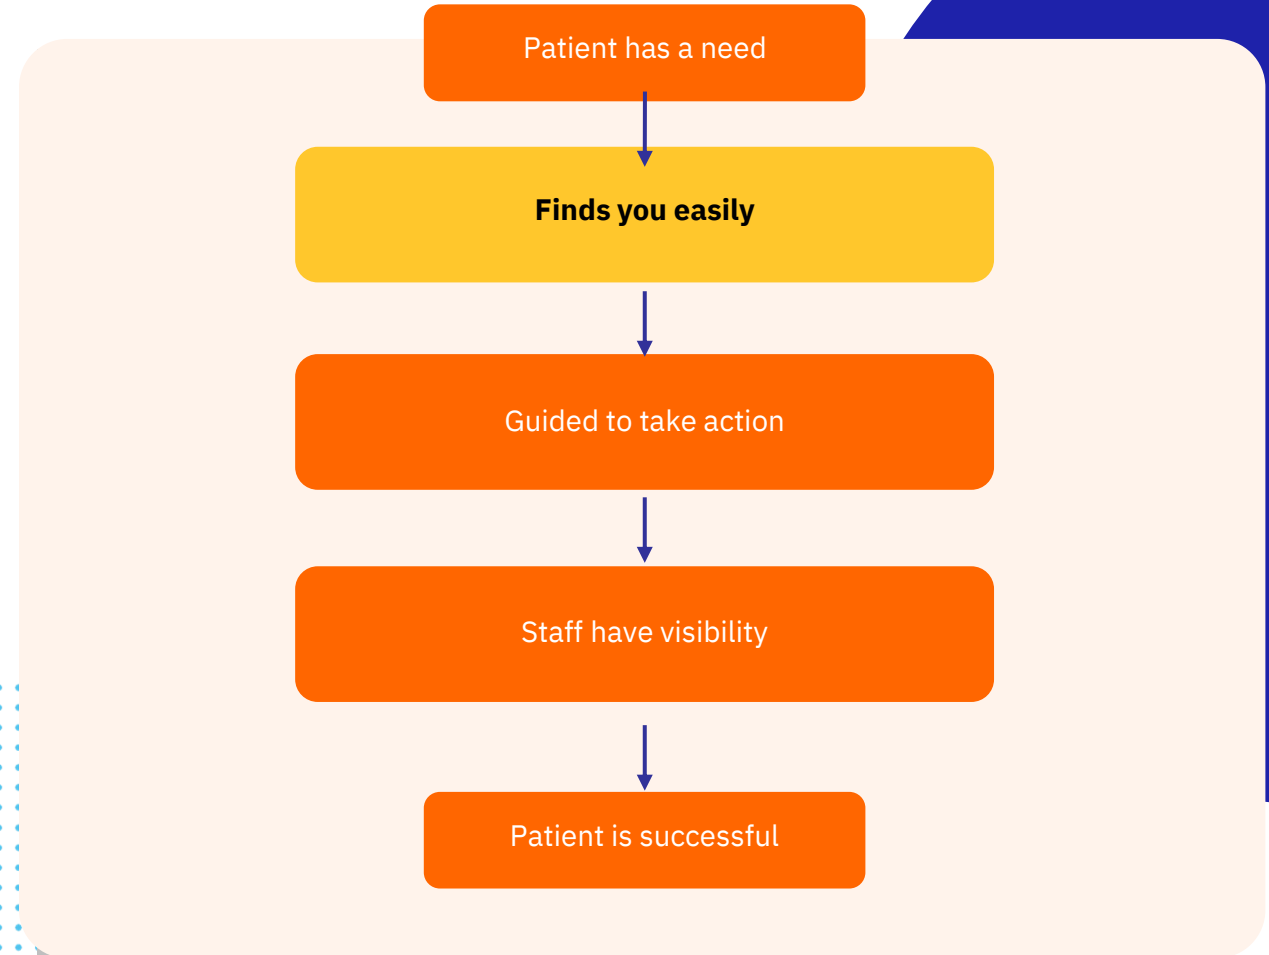 Patient has a need
Finds you easily
Guided to take action
Staff have visibility
Patient is successful